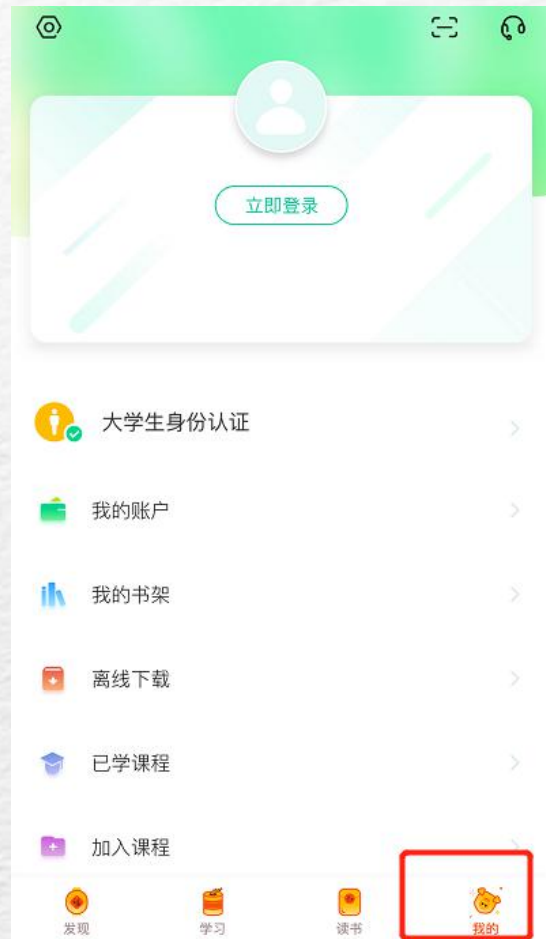 立即登录
大学生身份认证
我的账户
我的书架
离线下载
已学课程
加入课程
发现 学习 读书 我的